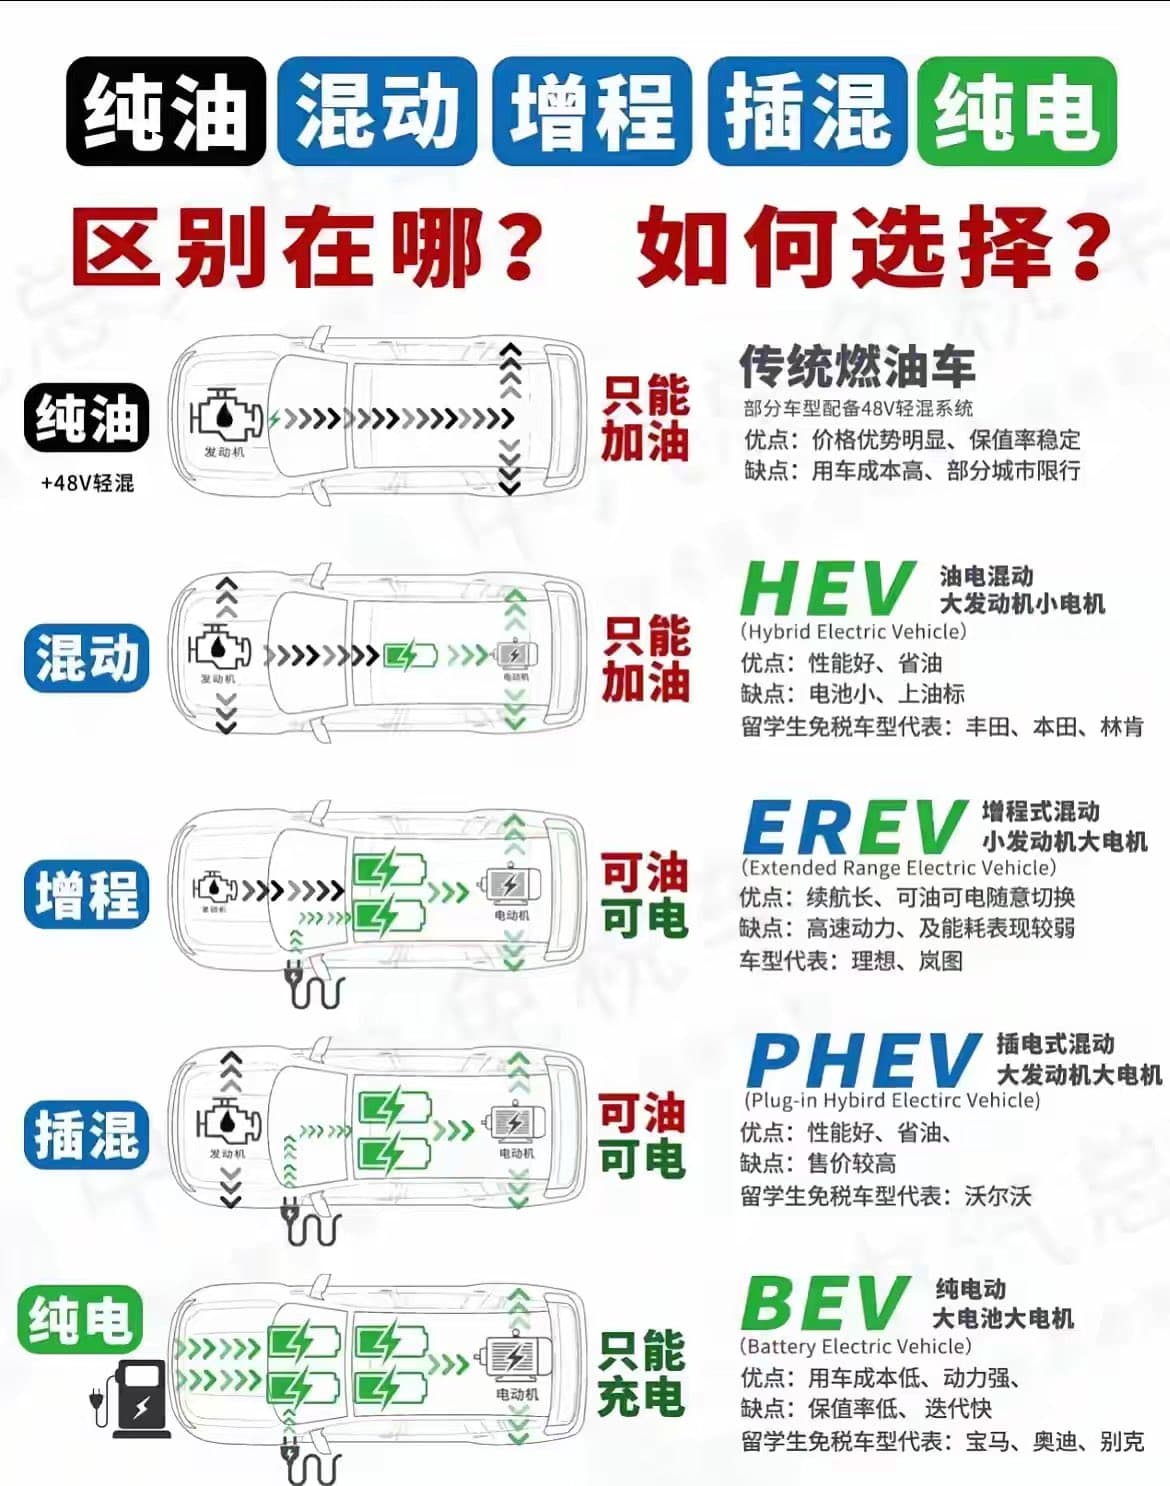 纯油 混动 增程 插混 纯电
区别在哪？ 如何选择？
纯油
+48V轻混
发动机
只能
加油
传统燃油车
部分车型配备48V轻混系统
优点：价格优势明显、保值率稳定
缺点：用车成本高、部分城市限行
混动
发动机
电动机
只能
加油
HEV
油电混动
大发动机小电机
(Hybrid Electric Vehicle)
优点：性能好、省油
缺点：电池小、上油标
留学生免税车型代表：丰田、本田、林肯
增程
发动机
电动机
可油
可电
EREV
增程式混动
小发动机大电机
(Extended Range Electric Vehicle)
优点：续航长、可油可电随意切换
缺点：高速动力、及能耗表现较弱
车型代表：理想、岚图
插混
发动机
电动机
可油
可电
PHEV
插电式混动
大发动机大电机
(Plug-in Hybird Electirc Vehicle)
优点：性能好、省油、
缺点：售价较高
留学生免税车型代表：沃尔沃
纯电
电动机
只能
充电
BEV
纯电动
大电池大电机
(Battery Electric Vehicle)
优点：用车成本低、动力强、
缺点：保值率低、迭代快
留学生免税车型代表：宝马、奥迪、别克